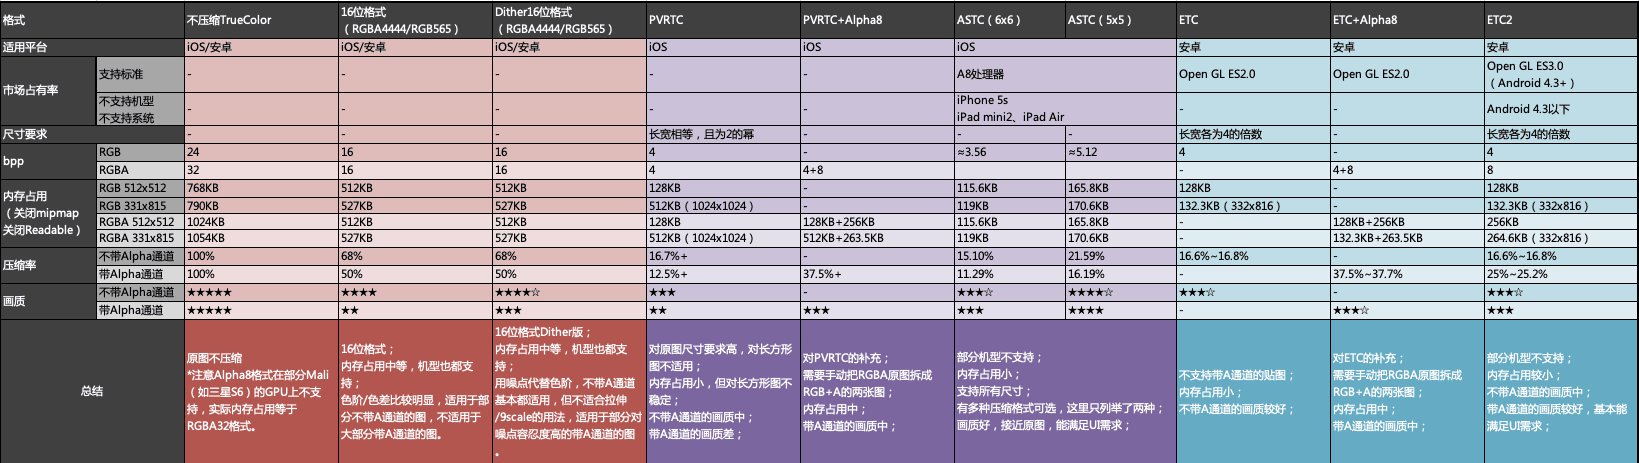 格式 不压缩TrueColor 16位格式（RGBA4444/RGB565） Dither16位格式（RGBA4444/RGB565） PVRTC PVRTC+Alpha8 ASTC（6x6） ASTC（5x5） ETC ETC+Alpha8 ETC2
适用平台 iOS/安卓 iOS/安卓 iOS/安卓 iOS iOS iOS 安卓 安卓 安卓
市场占有率
支持标准 - - - - - A8处理器 Open GL ES2.0 Open GL ES2.0 Open GL ES3.0（Android 4.3+）
不支持机型
不支持系统 - - - - - iPhone 5s iPad mini2、iPad Air - - Android 4.3以下
尺寸要求 - - - 长宽相等，且为2的幂 - - - 长宽各为4的倍数 - 长宽各为4的倍数
bpp
RGB 24 16 16 4 - ≈3.56 ≈5.12 4 - 4
RGBA 32 16 16 4 4+8 - 4+8 8
内存占用
（关闭mipmap
关闭Readable）
RGB 512x512 768KB 512KB 512KB 128KB - 115.6KB 165.8KB 128KB - 128KB
RGB 331x815 790KB 527KB 527KB 512KB（1024x1024） - 119KB 170.6KB 132.3KB（332x816） - 132.3KB（332x816）
RGBA 512x512 1024KB 512KB 512KB 128KB 128KB+256KB 115.6KB 165.8KB - 128KB+256KB 256KB
RGBA 331x815 1054KB 527KB 527KB 512KB（1024x1024） 512KB+263.5KB 119KB 170.6KB - 132.3KB+263.5KB 264.6KB（332x816）
压缩率
不带Alpha通道 100% 68% 68% 16.7%+ - 15.10% 21.59% 16.6%~16.8% - 16.6%~16.8%
带Alpha通道 100% 50% 50% 12.5%+ 37.5%+ 11.29% 16.19% - 37.5%~37.7% 25%~25.2%
画质
不带Alpha通道 ★★★★★ ★★★★ ★★★★☆ ★★★ - ★★★☆ ★★★★☆ ★★★☆ - ★★★☆
带Alpha通道 ★★★★★ ★★ ★★★ ★★ ★★★ ★★★ ★★★★ - ★★★☆ ★★★
总结
原图不压缩
*注意Alpha8格式在部分Mali
（如三星S6）的GPU上不支
持，实际内存占用等于
RGBA32格式。
16位格式；
内存占用中等，机型也都支
持；
色阶/色差比较明显，适用于部
分不带A通道的图，不适用于
大部分带A通道的图。
16位格式Dither版；
内存占用中等，机型也都支
持；
用噪点代替色阶，不带A通道
基本都适用，但不适合拉伸
/9scale的用法，适用于部分对
噪点容忍度高的带A通道的图
。
对原图尺寸要求高，对长方形
图不适用；
内存占用小，但对长方图不
稳定；
不带A通道的画质中；
带A通道的画质差；
对PVRTC的补充；
需要手动把RGBA原图拆成
RGB+A的两张图；
内存占用中；
带A通道的画质中；
部分机型不支持；
内存占用小；
支持所有尺寸；
有多种压缩格式可选，这里只列举了两种；
画质好，接近原图，能满足UI需求；
不支持带A通道的贴图；
内存占用小；
不带A通道的画质较好；
对ETC的补充；
需要手动把RGBA原图拆成
RGB+A的两张图；
内存占用中；
带A通道的画质中；
部分机型不支持；
内存占用较小；
不带A通道的画质中；
带A通道的画质较好，基本能
满足UI需求；